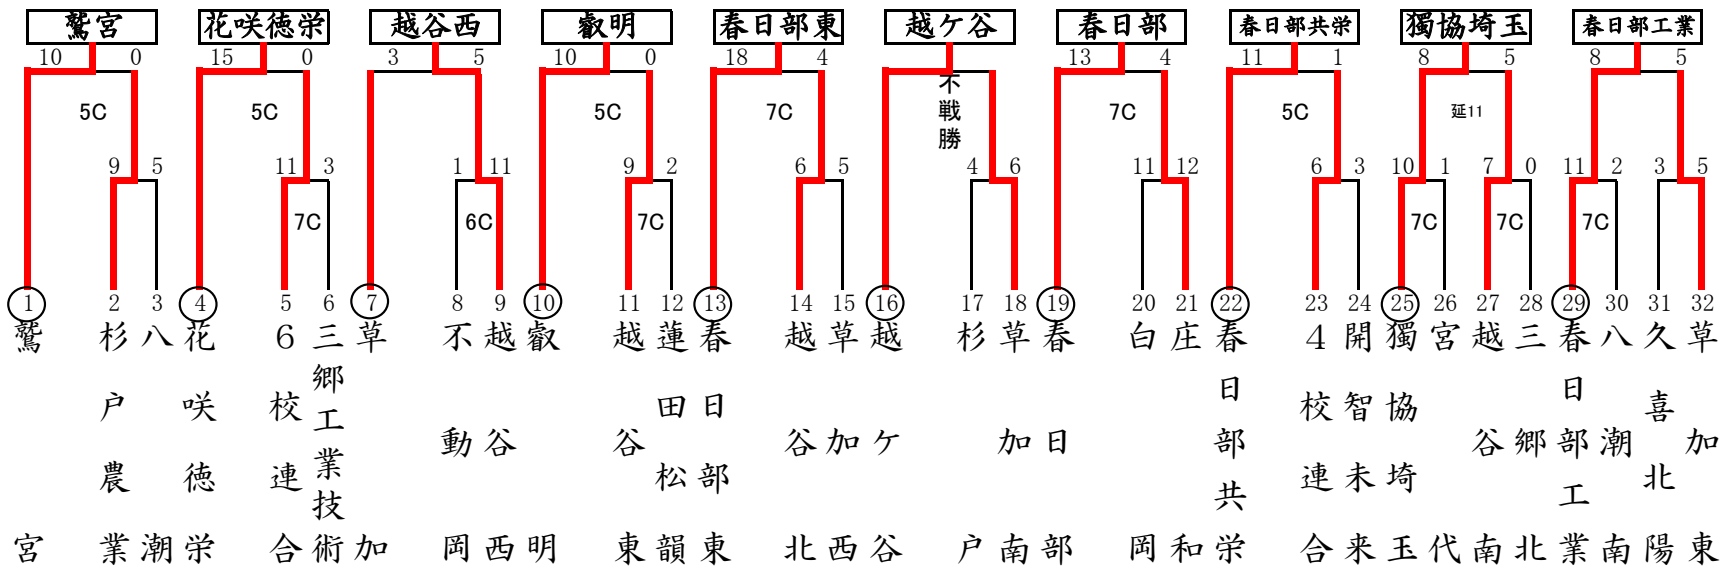 鷲宮 花咲徳栄 越谷西 叡明 春日部東 越ケ谷 春日部 春日部共栄 獨協埼玉 春日部工業
10 0 15 0 3 5 10 0 18 4 13 4 11 1 8 5 8 5
5C 5C 5C 7C 不戦勝 7C 5C 延11
9 5 11 3 1 11 9 2 6 5 4 6 11 12 6 3 10 1 7 0 11 2 3 5
7C 6C 7C 7C 7C 7C
1 2 3 4 5 6 7 8 9 10 11 12 13 14 15 16 17 18 19 20 21 22 23 24 25 26 27 28 29 30 31 32
鷲宮
杉戸農業
八潮
花咲徳栄
6校連合
三郷工業技術
草加
不動岡
越谷西
叡明
越谷東
蓮田松韻
春日部東
越谷北
草加西
越ケ谷
杉戸
草加南
春日部
白岡
庄和
春日部共栄
4校連合
開智未来
獨協埼玉
宮代
越谷南
三郷北
春日部工業
八潮南
久喜北陽
草加東